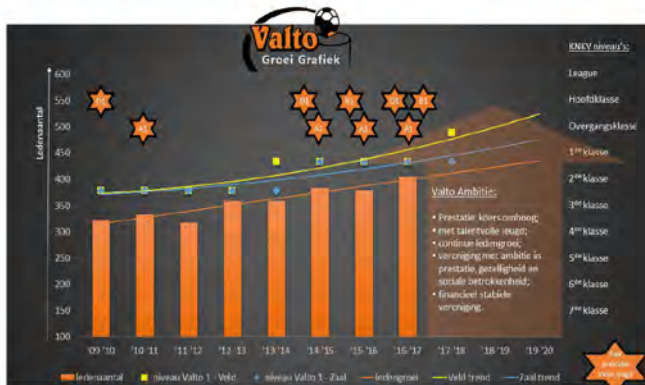 Valto
Groei Grafiek
KNKV niveau's:
League
Hoofdklasse
Overgangsklasse
1ste klasse
2de klasse
3de klasse
4de klasse
5de klasse
6de klasse
7de klasse
Ledenaantal
600
550
500
450
400
350
300
250
200
150
100
A1
A1
A1
Valto Ambitie:
• Prestatie koers omhoog;
• met talentvolle jeugd;
• continue ledengroei;
• vereniging met ambitie in
prestatie, gezelligheid en
sociale betrokkenheid;
• financieel stabiele
vereniging.
'09 '10
'10 '11
'11 '12
'12 '13
'13 '14
'14 '15
'15 '16
'16 '17
'17 '18
'18 '19
'19 '20
ledenaantal
niveau Valto 1 - Veld
niveau Valto 1 - Zaal
ledengroei
Veld trend
Zaal trend